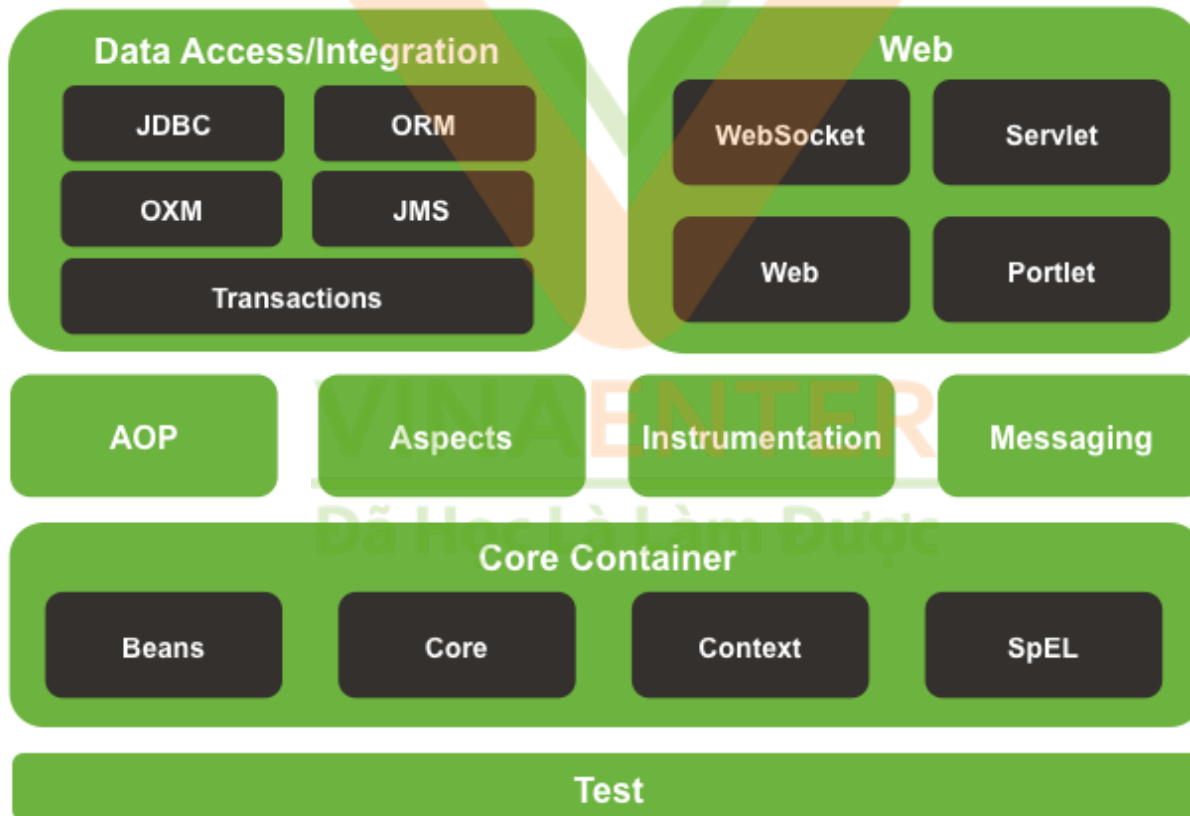 Data Access/Integration
JDBC
ORM
OXM
JMS
Transactions
Web
WebSocket
Servlet
Web
Portlet
AOP
Aspects
Instrumentation
Messaging
VINAENTER
Đã Học Là Làm Được
Core Container
Beans
Core
Context
SpEL
Test